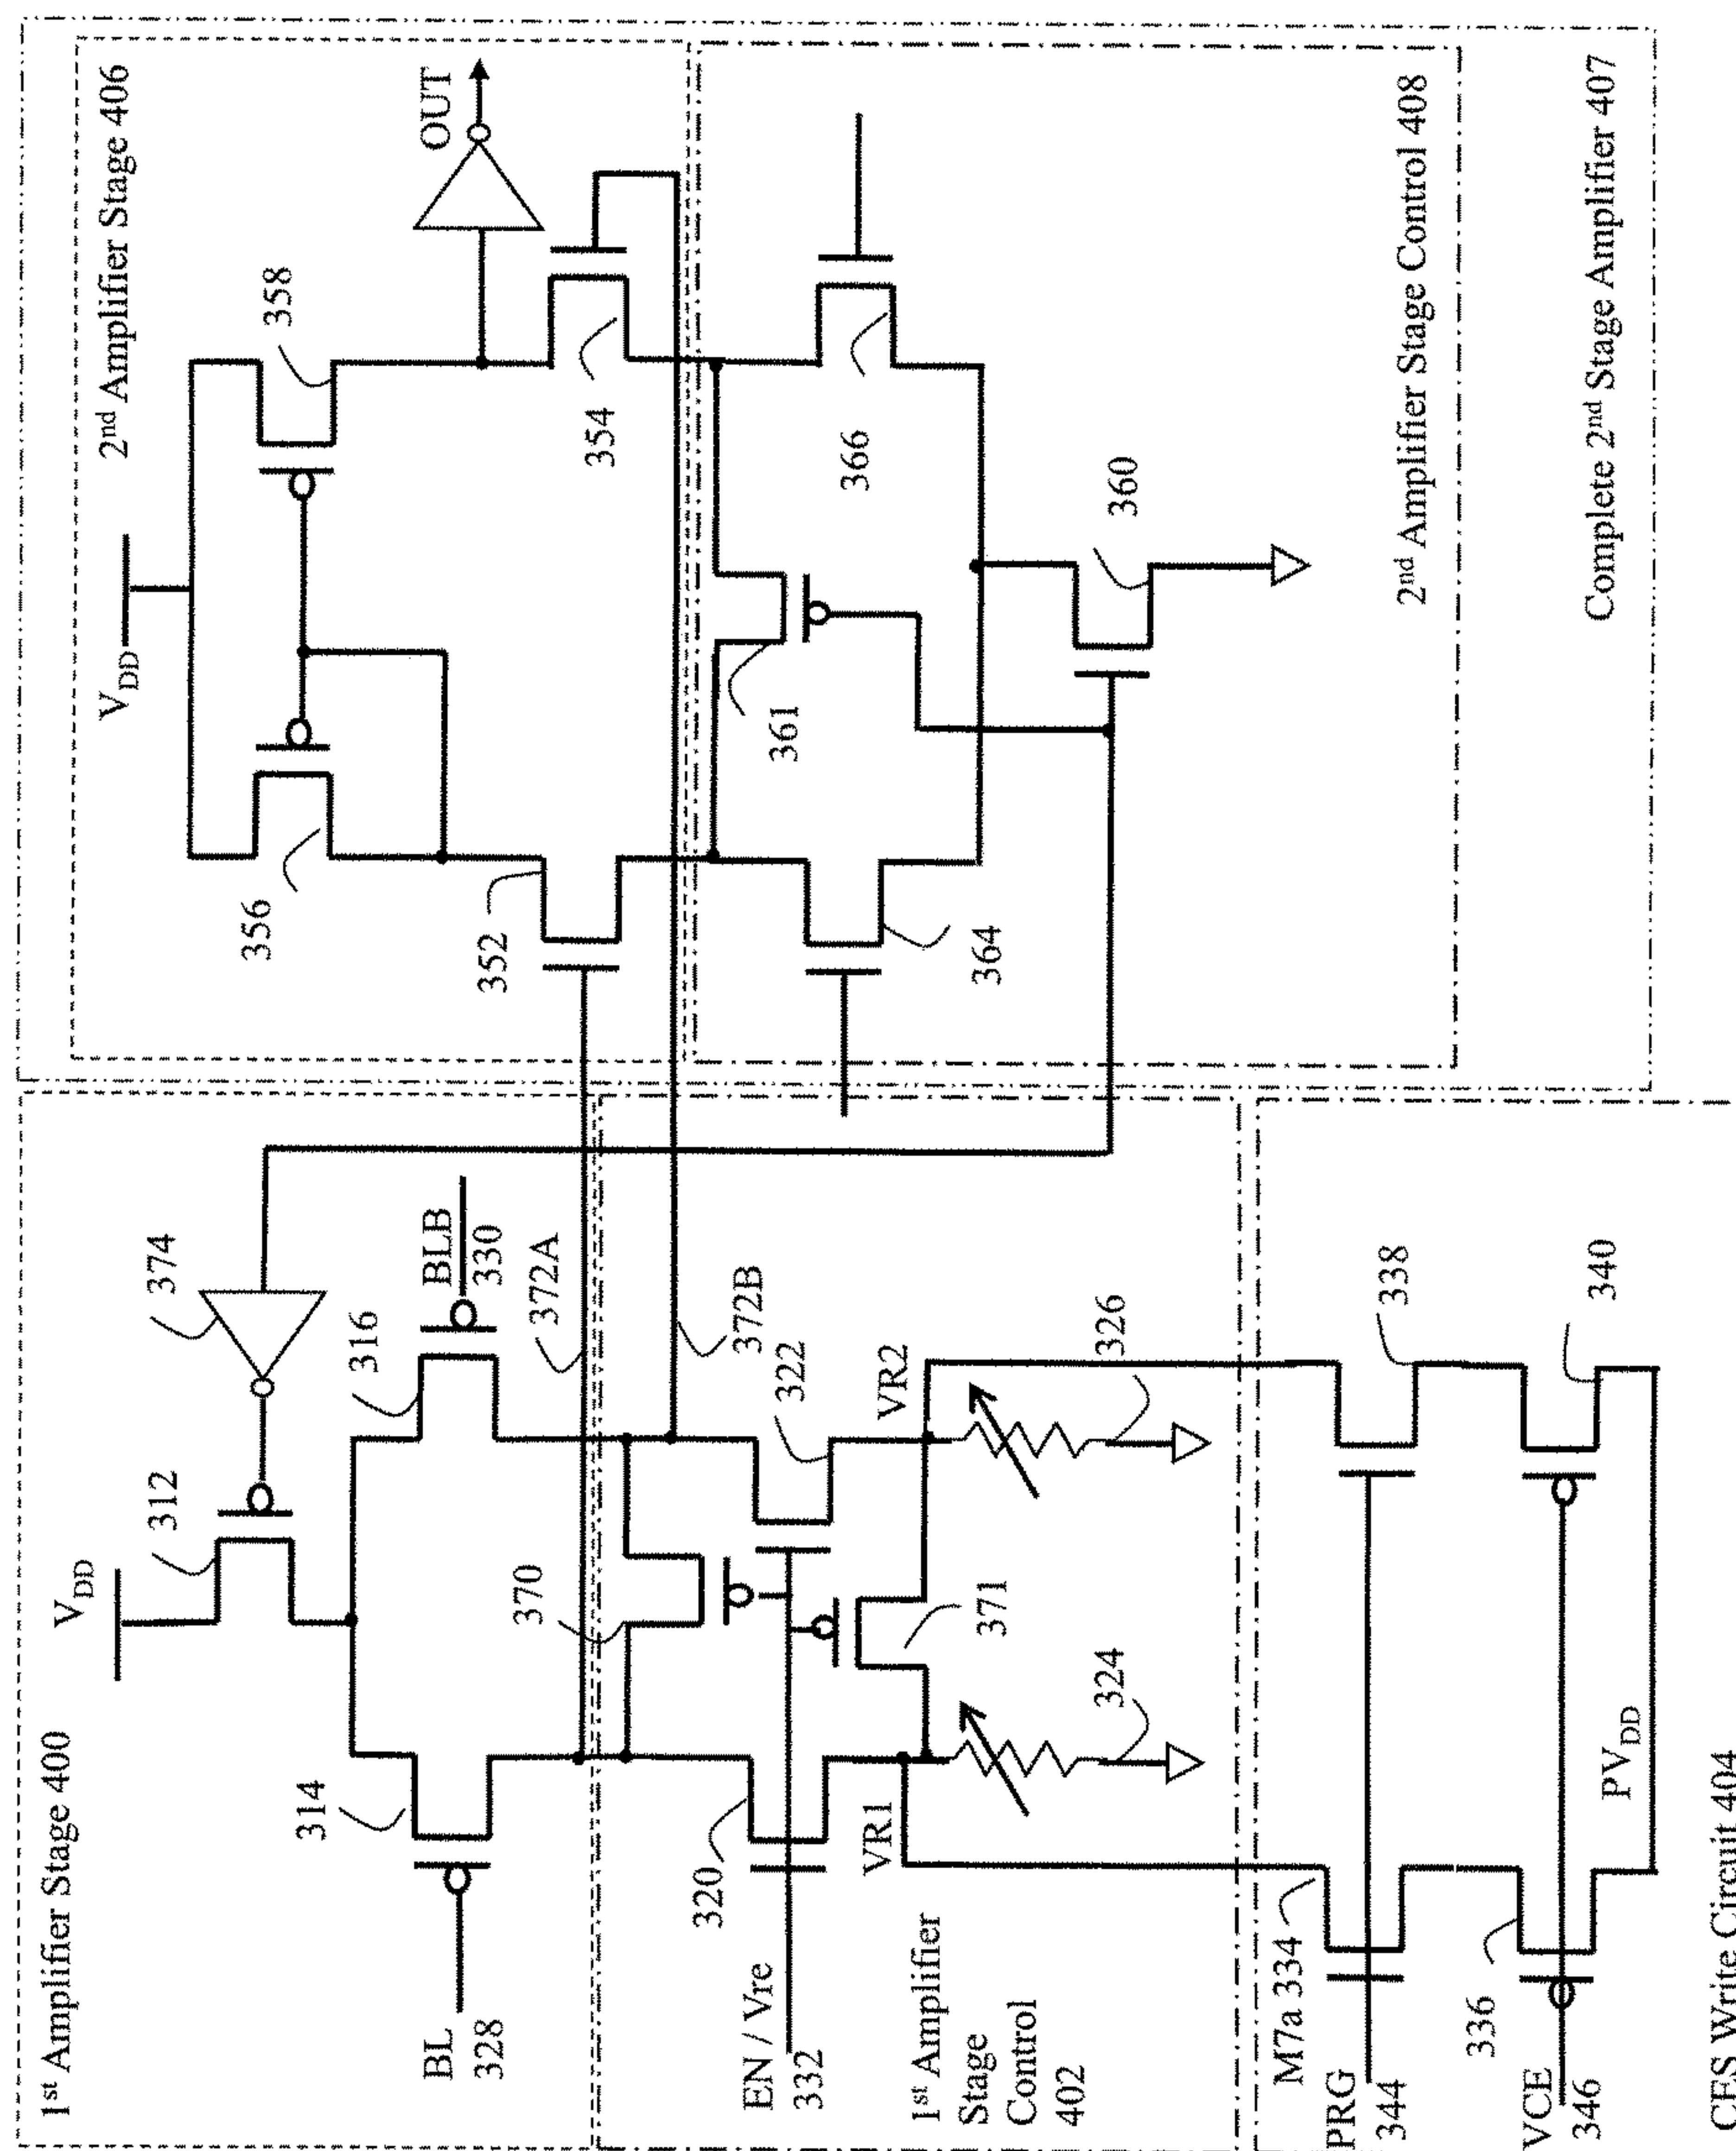 1st Amplifier Stage 400
VDD
312
374
314
316
BL
328
BLB
330
372A
372B
370
320
322
EN / Vre
332
VR1
VR2
371
324
326
1st Amplifier
Stage
Control
402
M7a 334
338
PRG
344
336
340
VCE
346
PVDD
CES Write Circuit 404
2nd Amplifier Stage 406
VDD
356
358
OUT
352
354
361
364
366
360
2nd Amplifier Stage Control 408
Complete 2nd Stage Amplifier 407